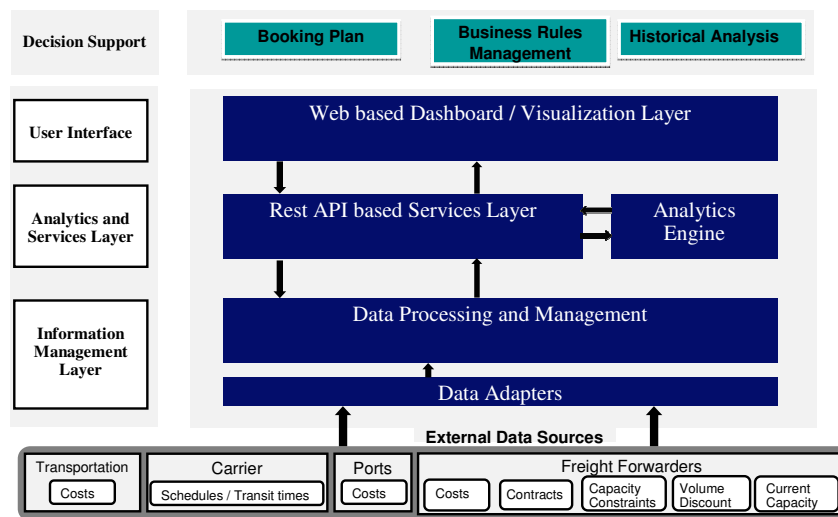 Decision Support
Booking Plan
Business Rules
Management
Historical Analysis
User Interface
Web based Dashboard / Visualization Layer
Analytics and
Services Layer
Rest API based Services Layer
Analytics
Engine
Information
Management
Layer
Data Processing and Management
Data Adapters
External Data Sources
Transportation
Costs
Carrier
Schedules / Transit times
Ports
Costs
Freight Forwarders
Costs
Contracts
Capacity
Constraints
Volume
Discount
Current
Capacity